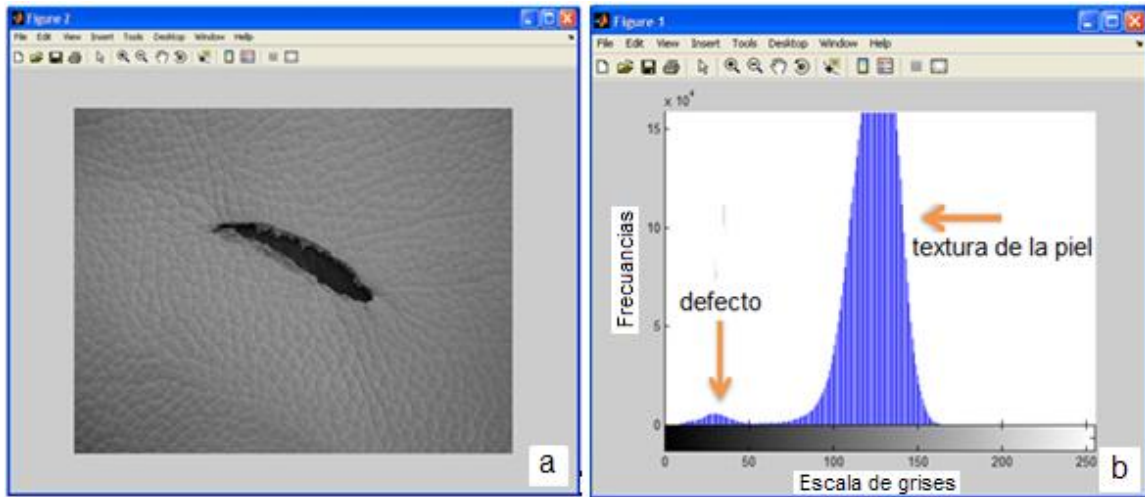 Figure 2
File Edit View Insert Tools Desktop Window Help
a
Figure 1
File Edit View Insert Tools Desktop Window Help
x 10^4
15
10
5
0
Frecuancias
defecto
textura de la piel
0 50 100 150 200 250
Escala de grises
b